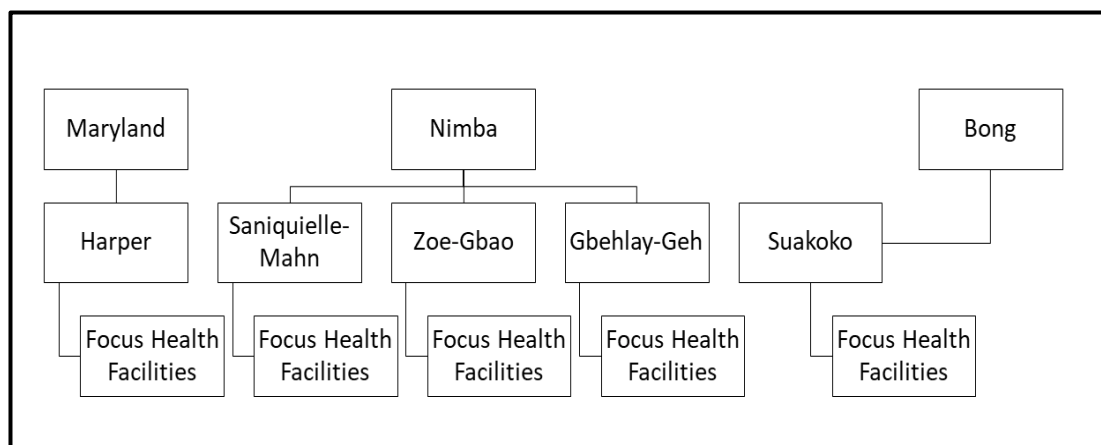 Maryland
Nimba
Bong
Harper
Saniquielle-
Mahn
Zoe-Gbao
Gbehlay-Geh
Suakoko
Focus Health
Facilities
Focus Health
Facilities
Focus Health
Facilities
Focus Health
Facilities
Focus Health
Facilities